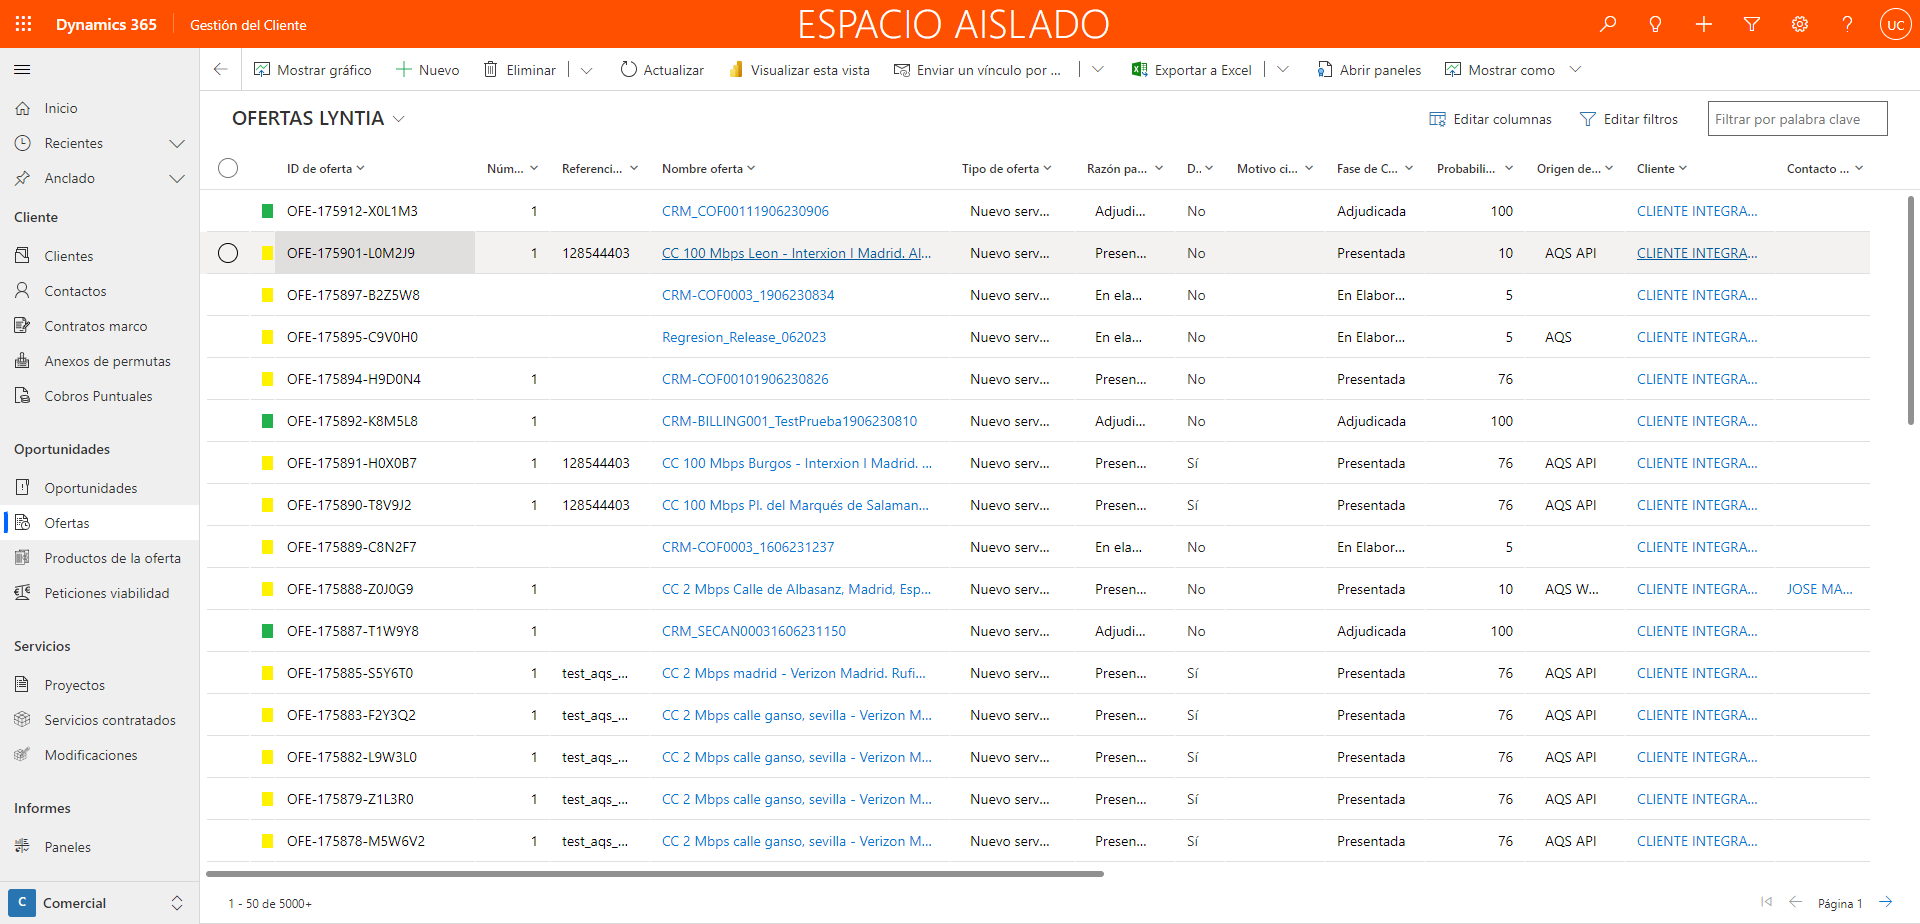 Dynamics 365 Gestión del Cliente ESPACIO AISLADO UC
Mostrar gráfico Nuevo Eliminar Actualizar Visualizar esta vista Enviar un vínculo por ... Exportar a Excel Abrir paneles Mostrar como
Inicio
Recientes
Anclado
Cliente
Clientes
Contactos
Contratos marco
Anexos de permutas
Cobros Puntuales
Oportunidades
Oportunidades
Ofertas
Productos de la oferta
Peticiones viabilidad
Servicios
Proyectos
Servicios contratados
Modificaciones
Informes
Paneles
C Comercial
OFERTAS LYNTIA Editar columnas Editar filtros Filtrar por palabra clave
ID de oferta Núm... Referenci... Nombre oferta Tipo de oferta Razón pa... D.. Motivo ci... Fase de C... Probabili... Origen de... Cliente Contacto ...
OFE-175912-X0L1M3 1 CRM_COF00111906230906 Nuevo serv... Adjudi... No Adjudicada 100 CLIENTE INTEGRA...
OFE-175901-L0M2J9 1 128544403 CC 100 Mbps Leon - Interxion I Madrid. Al... Nuevo serv... Presen... No Presentada 10 AQS API CLIENTE INTEGRA...
OFE-175897-B2Z5W8 CRM-COF0003_1906230834 Nuevo serv... En ela... No En Elabor... 5 CLIENTE INTEGRA...
OFE-175895-C9V0H0 Regresion_Release_062023 Nuevo serv... En ela... No En Elabor... 5 AQS CLIENTE INTEGRA...
OFE-175894-H9D0N4 1 CRM-COF00101906230826 Nuevo serv... Presen... No Presentada 76 CLIENTE INTEGRA...
OFE-175892-K8M5L8 1 CRM-BILLING001_TestPrueba1906230810 Nuevo serv... Adjudi... No Adjudicada 100 CLIENTE INTEGRA...
OFE-175891-H0X0B7 1 128544403 CC 100 Mbps Burgos - Interxion I Madrid. ... Nuevo serv... Presen... Sí Presentada 76 AQS API CLIENTE INTEGRA...
OFE-175890-T8V9J2 1 128544403 CC 100 Mbps Pl. del Marqués de Salaman... Nuevo serv... Presen... Sí Presentada 76 AQS API CLIENTE INTEGRA...
OFE-175889-C8N2F7 CRM-COF0003_1606231237 Nuevo serv... En ela... No En Elabor... 5 CLIENTE INTEGRA...
OFE-175888-Z0J0G9 1 CC 2 Mbps Calle de Albasanz, Madrid, Esp... Nuevo serv... Presen... No Presentada 10 AQS W... CLIENTE INTEGRA... JOSE MA...
OFE-175887-T1W9Y8 1 CRM_SECAN00031606231150 Nuevo serv... Adjudi... No Adjudicada 100 CLIENTE INTEGRA...
OFE-175885-S5Y6T0 1 test_aqs_... CC 2 Mbps madrid - Verizon Madrid. Rufi... Nuevo serv... Presen... Sí Presentada 76 AQS API CLIENTE INTEGRA...
OFE-175883-F2Y3Q2 1 test_aqs_... CC 2 Mbps calle ganso, sevilla - Verizon M... Nuevo serv... Presen... Sí Presentada 76 AQS API CLIENTE INTEGRA...
OFE-175882-L9W3L0 1 test_aqs_... CC 2 Mbps calle ganso, sevilla - Verizon M... Nuevo serv... Presen... Sí Presentada 76 AQS API CLIENTE INTEGRA...
OFE-175879-Z1L3R0 1 test_aqs_... CC 2 Mbps calle ganso, sevilla - Verizon M... Nuevo serv... Presen... Sí Presentada 76 AQS API CLIENTE INTEGRA...
OFE-175878-M5W6V2 1 test_aqs_... CC 2 Mbps calle ganso, sevilla - Verizon M... Nuevo serv... Presen... Sí Presentada 76 AQS API CLIENTE INTEGRA...
1 - 50 de 5000+ Página 1